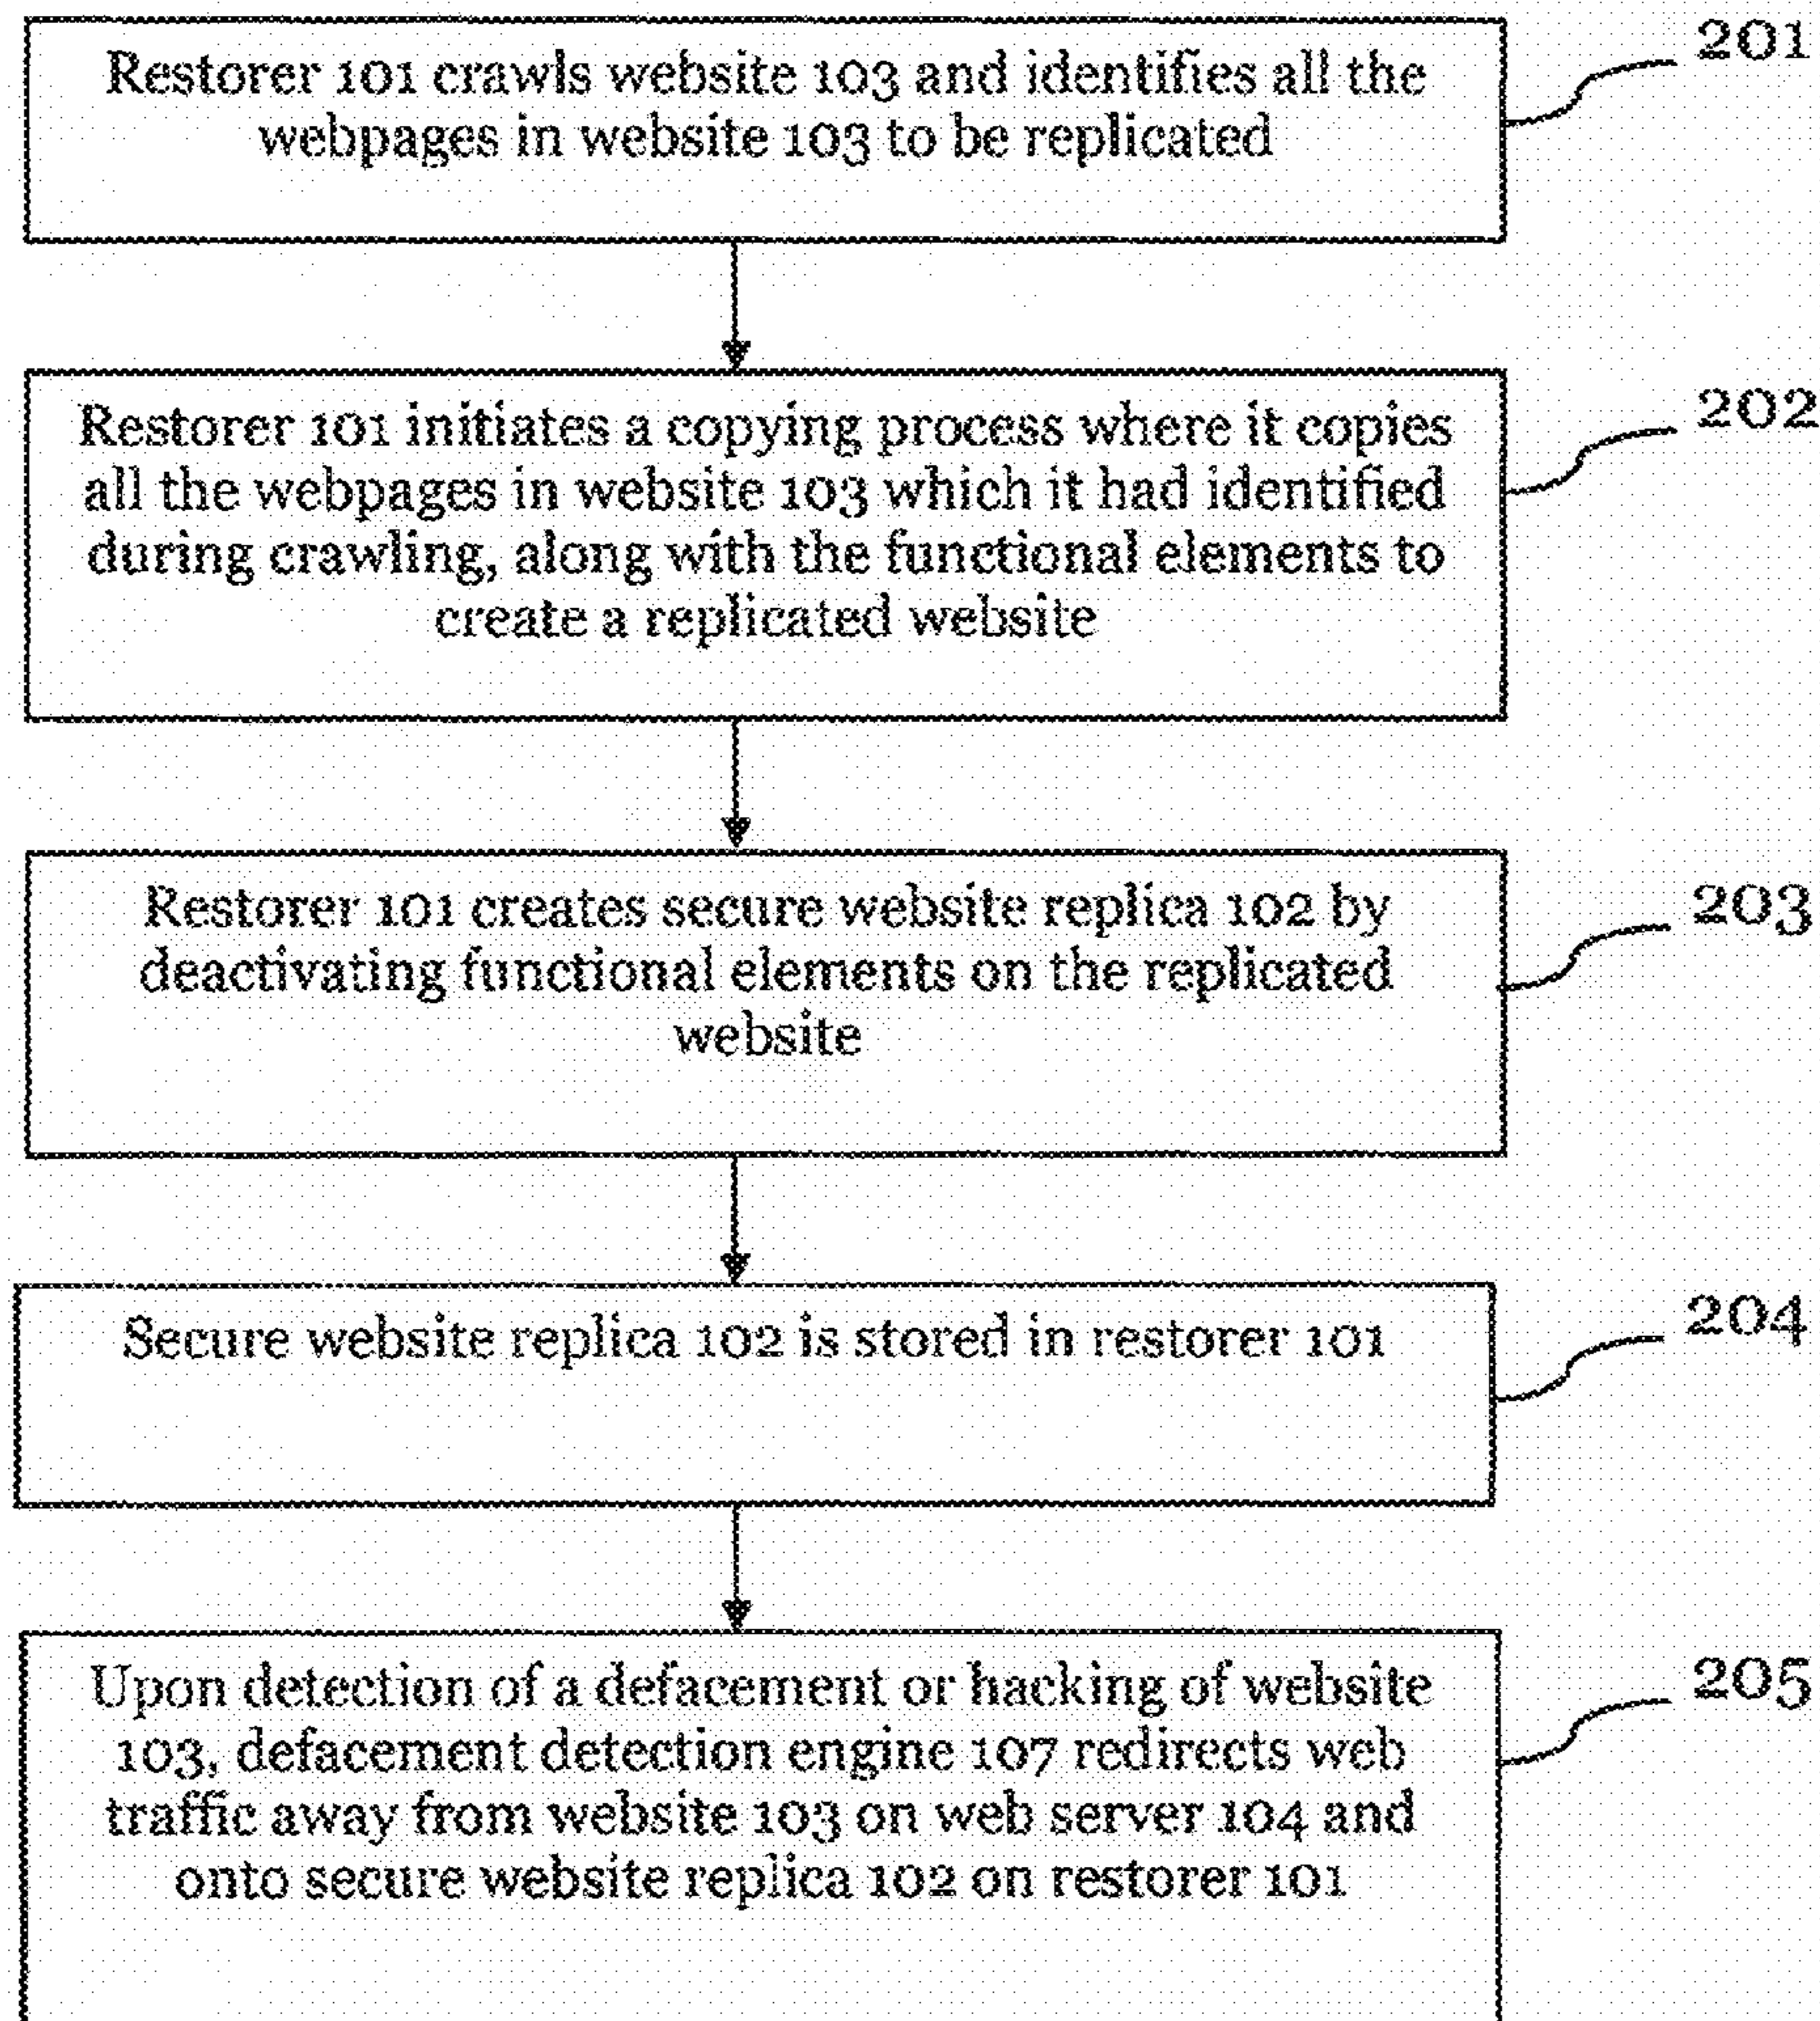 Restorer 101 crawls website 103 and identifies all the
webpages in website 103 to be replicated
201
Restorer 101 initiates a copying process where it copies
all the webpages in website 103 which it had identified
during crawling, along with the functional elements to
create a replicated website
202
Restorer 101 creates secure website replica 102 by
deactivating functional elements on the replicated
website
203
Secure website replica 102 is stored in restorer 101
204
Upon detection of a defacement or hacking of website
103, defacement detection engine 107 redirects web
traffic away from website 103 on web server 104 and
onto secure website replica 102 on restorer 101
205